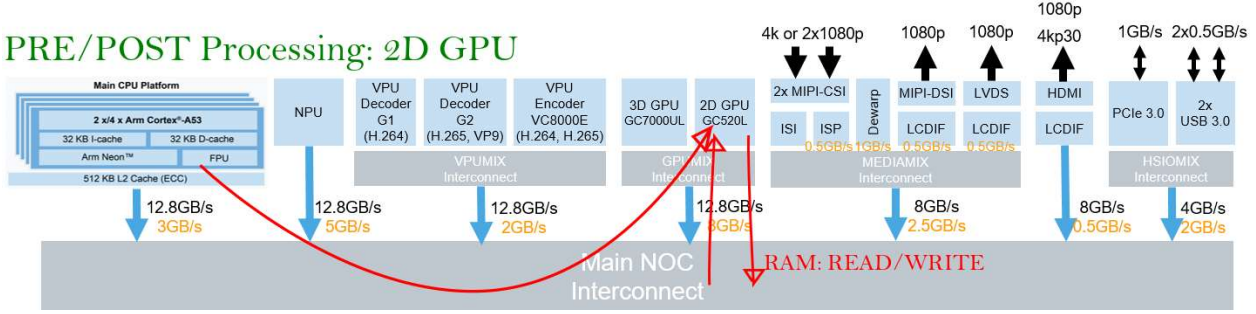 PRE/POST Processing: 2D GPU
Main CPU Platform
2 x/4 x Arm Cortex®-A53
32 KB I-cache
32 KB D-cache
Arm Neon™
FPU
512 KB L2 Cache (ECC)
NPU
VPU
Decoder
G1
(H.264)
VPU
Decoder
G2
(H.265, VP9)
VPU
Encoder
VC8000E
(H.264, H.265)
VPUMIX
Interconnect
3D GPU
GC7000UL
2D GPU
GC520L
GPUMIX
Interconnect
4k or 2x1080p
2x MIPI-CSI
ISI
ISP
0.5GB/s
Dewarp
1GB/s
1080p
MIPI-DSI
LCDIF
0.5GB/s
1080p
LVDS
LCDIF
0.5GB/s
MEDIAMIX
Interconnect
1080p
4kp30
HDMI
LCDIF
1GB/s
PCIe 3.0
2x0.5GB/s
2x
USB 3.0
HSIOMIX
Interconnect
12.8GB/s
3GB/s
12.8GB/s
5GB/s
12.8GB/s
2GB/s
12.8GB/s
8GB/s
8GB/s
2.5GB/s
8GB/s
0.5GB/s
4GB/s
2GB/s
RAM: READ/WRITE
Main NOC
Interconnect